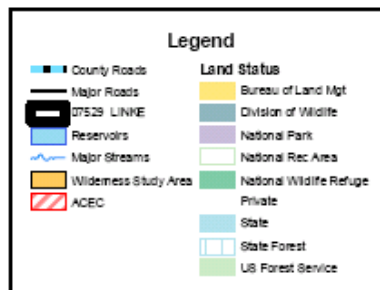 Legend
County Roads
Major Roads
07529 LINKE
Reservoirs
Major Streams
Wilderness Study Area
ACEC
Land Status
Bureau of Land Mgt
Division of Wildlife
National Park
National Rec Area
National Wildlife Refuge
Private
State
State Forest
US Forest Service